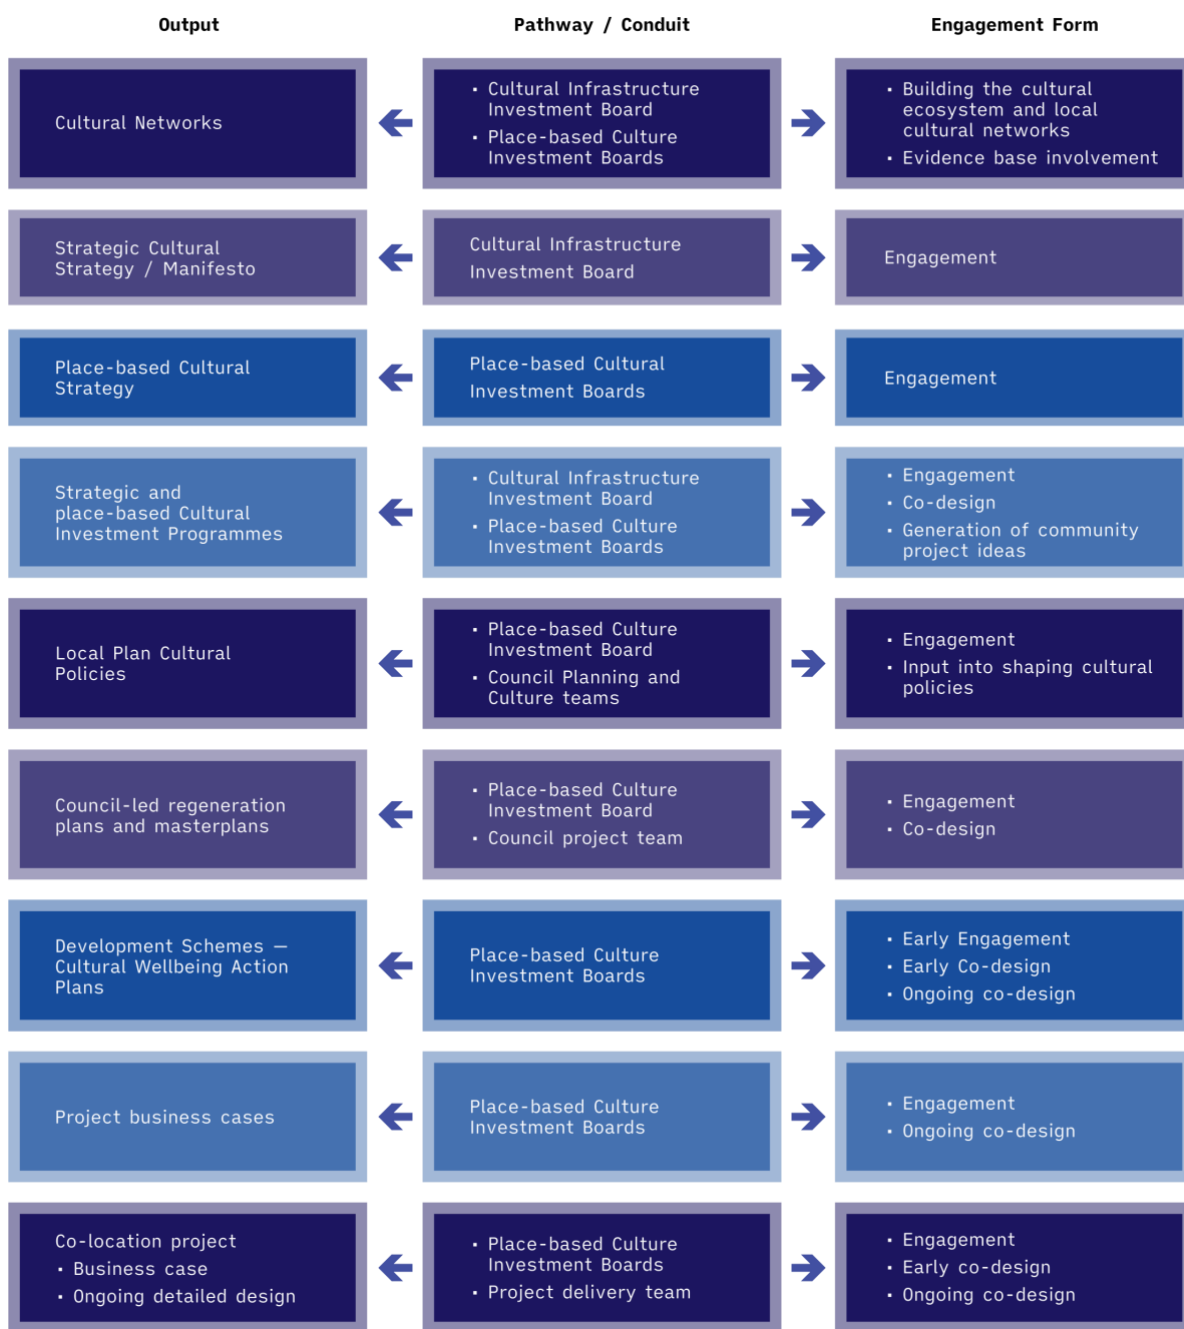 Output
Pathway / Conduit
Engagement Form
Cultural Networks
• Cultural Infrastructure
Investment Board
• Place-based Culture
Investment Boards
• Building the cultural
ecosystem and local
cultural networks
• Evidence base involvement
Strategic Cultural
Strategy / Manifesto
Cultural Infrastructure
Investment Board
Engagement
Place-based Cultural
Strategy
Place-based Cultural
Investment Boards
Engagement
Strategic and
place-based Cultural
Investment Programmes
• Cultural Infrastructure
Investment Board
• Place-based Culture
Investment Boards
• Engagement
• Co-design
• Generation of community
project ideas
Local Plan Cultural
Policies
• Place-based Culture
Investment Board
• Council Planning and
Culture teams
• Engagement
• Input into shaping cultural
policies
Council-led regeneration
plans and masterplans
• Place-based Culture
Investment Board
• Council project team
• Engagement
• Co-design
Development Schemes —
Cultural Wellbeing Action
Plans
Place-based Culture
Investment Boards
• Early Engagement
• Early Co-design
• Ongoing co-design
Project business cases
Place-based Culture
Investment Boards
• Engagement
• Ongoing co-design
Co-location project
• Business case
• Ongoing detailed design
• Place-based Culture
Investment Boards
• Project delivery team
• Engagement
• Early co-design
• Ongoing co-design